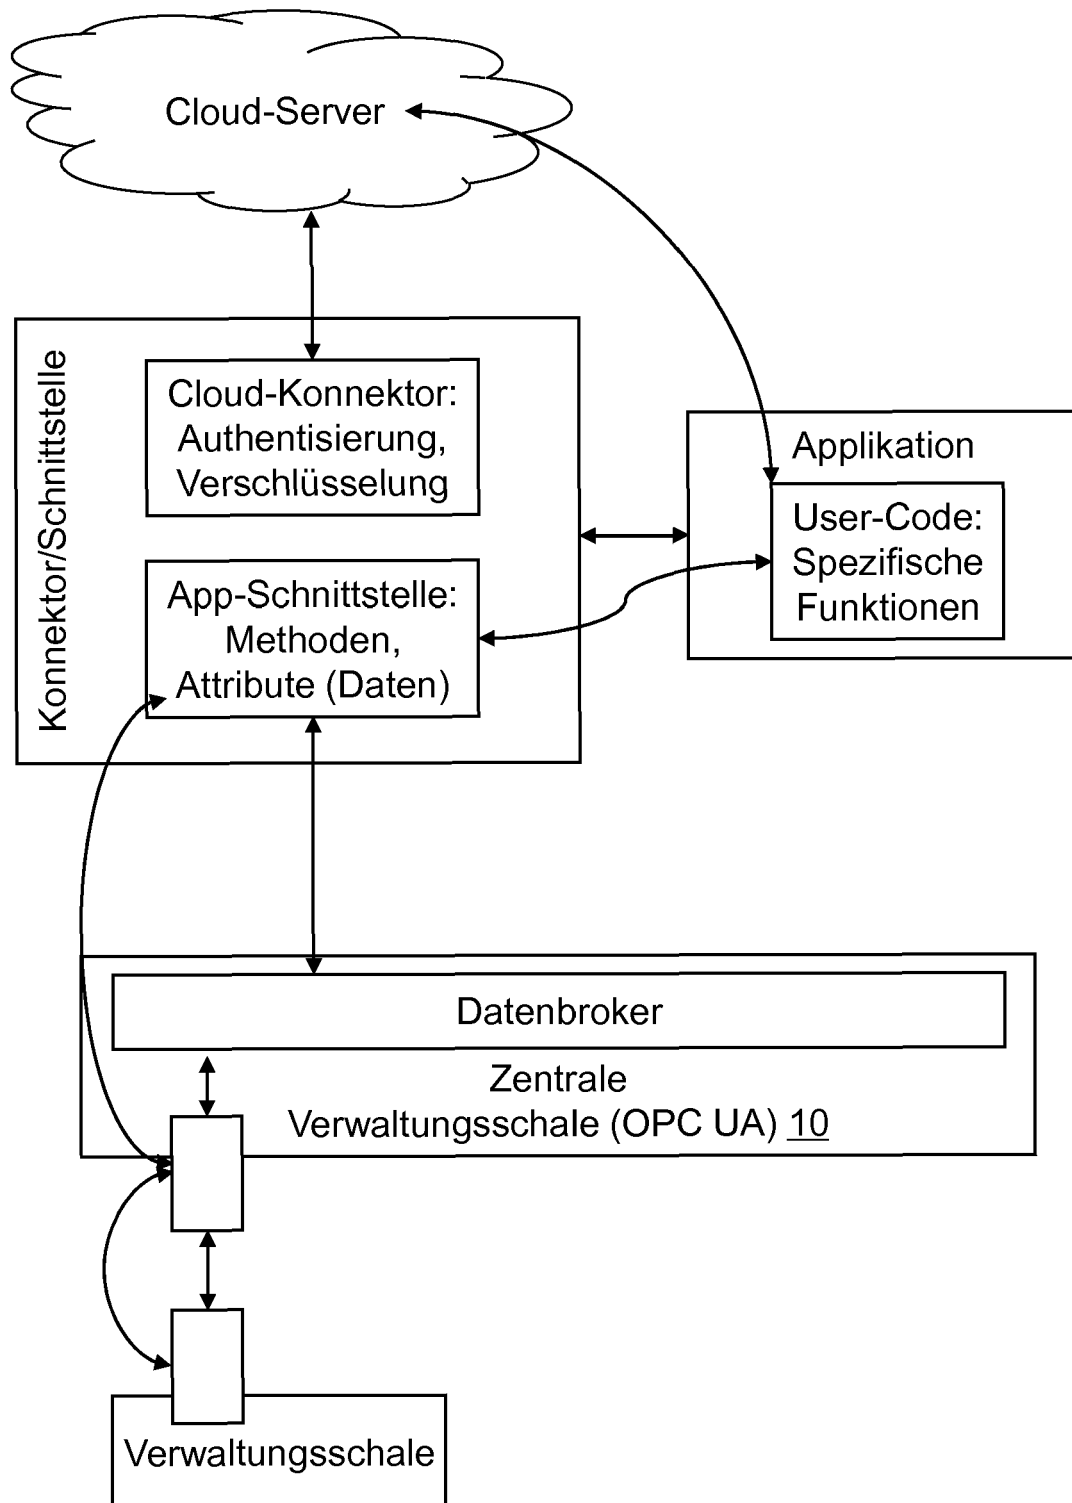 Cloud-Server
Konnektor/Schnittstelle
Cloud-Konnektor:
Authentisierung,
Verschlüsselung
App-Schnittstelle:
Methoden,
Attribute (Daten)
Applikation
User-Code:
Spezifische
Funktionen
Datenbroker
Zentrale
Verwaltungsschale (OPC UA) 10
Verwaltungsschale